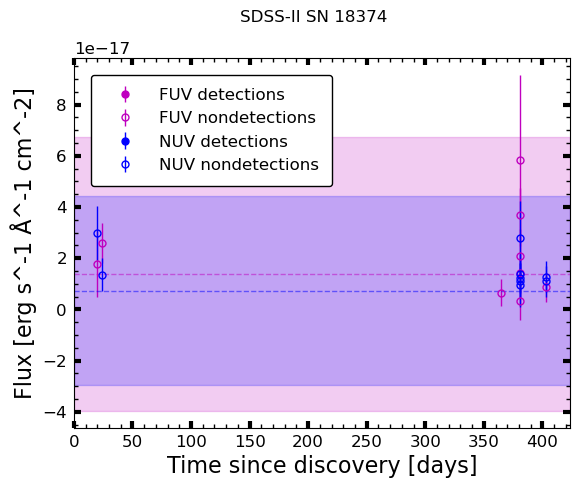 SDSS-II SN 18374
1e−17
FUV detections
FUV nondetections
NUV detections
NUV nondetections
8
6
4
2
0
−2
−4
Flux [erg s^-1 Å^-1 cm^-2]
0 50 100 150 200 250 300 350 400
Time since discovery [days]